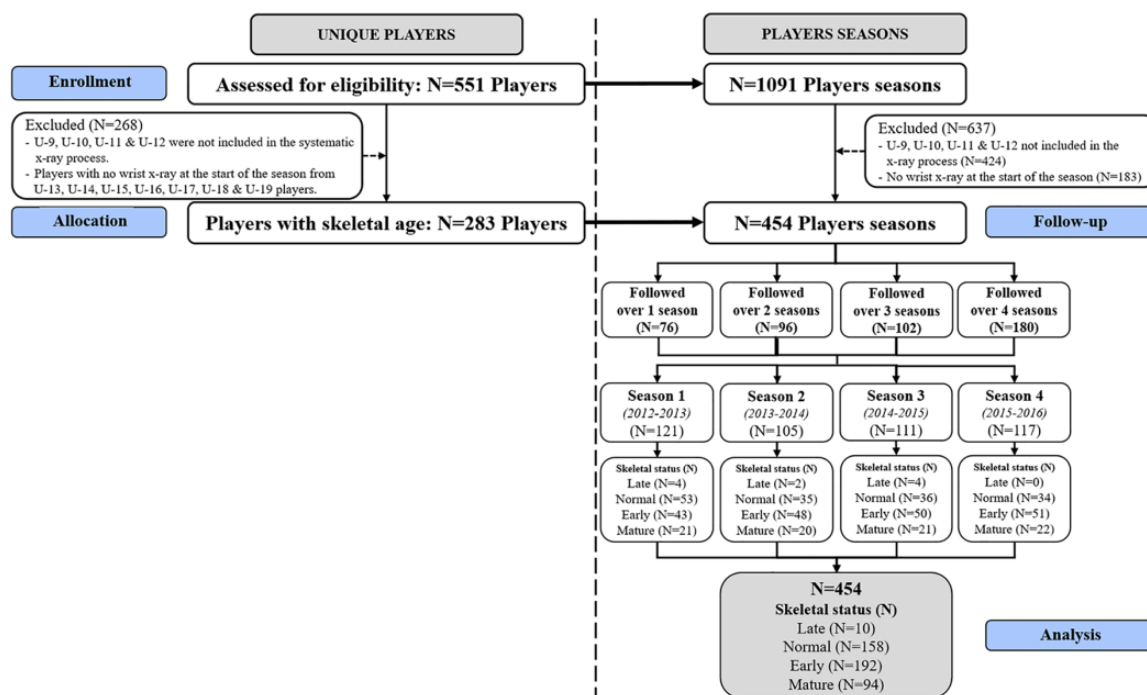 UNIQUE PLAYERS
PLAYERS SEASONS
Enrollment
Assessed for eligibility: N=551 Players
N=1091 Players seasons
Excluded (N=268)
- U-9, U-10, U-11 & U-12 were not included in the systematic
x-ray process.
- Players with no wrist x-ray at the start of the season from
U-13, U-14, U-15, U-16, U-17, U-18 & U-19 players.
Excluded (N=637)
- U-9, U-10, U-11 & U-12 not included in the
x-ray process (N=424)
- No wrist x-ray at the start of the season (N=183)
Allocation
Players with skeletal age: N=283 Players
N=454 Players seasons
Follow-up
Followed
over 1 season
(N=76)
Followed
over 2 seasons
(N=96)
Followed
over 3 seasons
(N=102)
Followed
over 4 seasons
(N=180)
Season 1
(2012-2013)
(N=121)
Season 2
(2013-2014)
(N=105)
Season 3
(2014-2015)
(N=111)
Season 4
(2015-2016)
(N=117)
Skeletal status (N)
Late (N=4)
Normal (N=53)
Early (N=43)
Mature (N=21)
Skeletal status (N)
Late (N=2)
Normal (N=35)
Early (N=48)
Mature (N=20)
Skeletal status (N)
Late (N=4)
Normal (N=36)
Early (N=50)
Mature (N=21)
Skeletal status (N)
Late (N=0)
Normal (N=34)
Early (N=51)
Mature (N=22)
N=454
Skeletal status (N)
Late (N=10)
Normal (N=158)
Early (N=192)
Mature (N=94)
Analysis